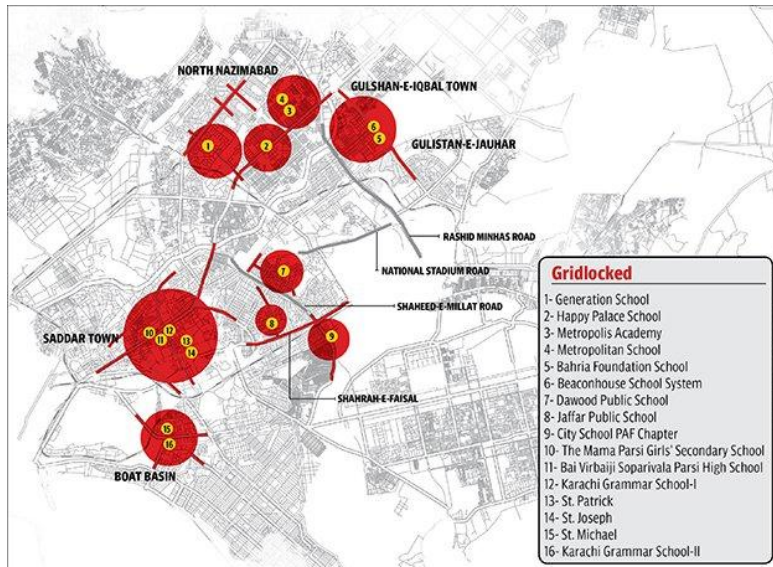 NORTH NAZIMABAD
GULSHAN-E-IQBAL TOWN
4
3
6
5
GULISTAN-E-JAUHAR
1
2
RASHID MINHAS ROAD
NATIONAL STADIUM ROAD
7
SHAHEED-E-MILLAT ROAD
8
9
SADDAR TOWN
10
12
11
13
14
SHAHRAH-E-FAISAL
15
16
BOAT BASIN
Gridlocked
1- Generation School
2- Happy Palace School
3- Metropolis Academy
4- Metropolitan School
5- Bahria Foundation School
6- Beaconhouse School System
7- Dawood Public School
8- Jaffar Public School
9- City School PAF Chapter
10- The Mama Parsi Girls' Secondary School
11- Bai Virbaiji Soparivala Parsi High School
12- Karachi Grammar School-I
13- St. Patrick
14- St. Joseph
15- St. Michael
16- Karachi Grammar School-II